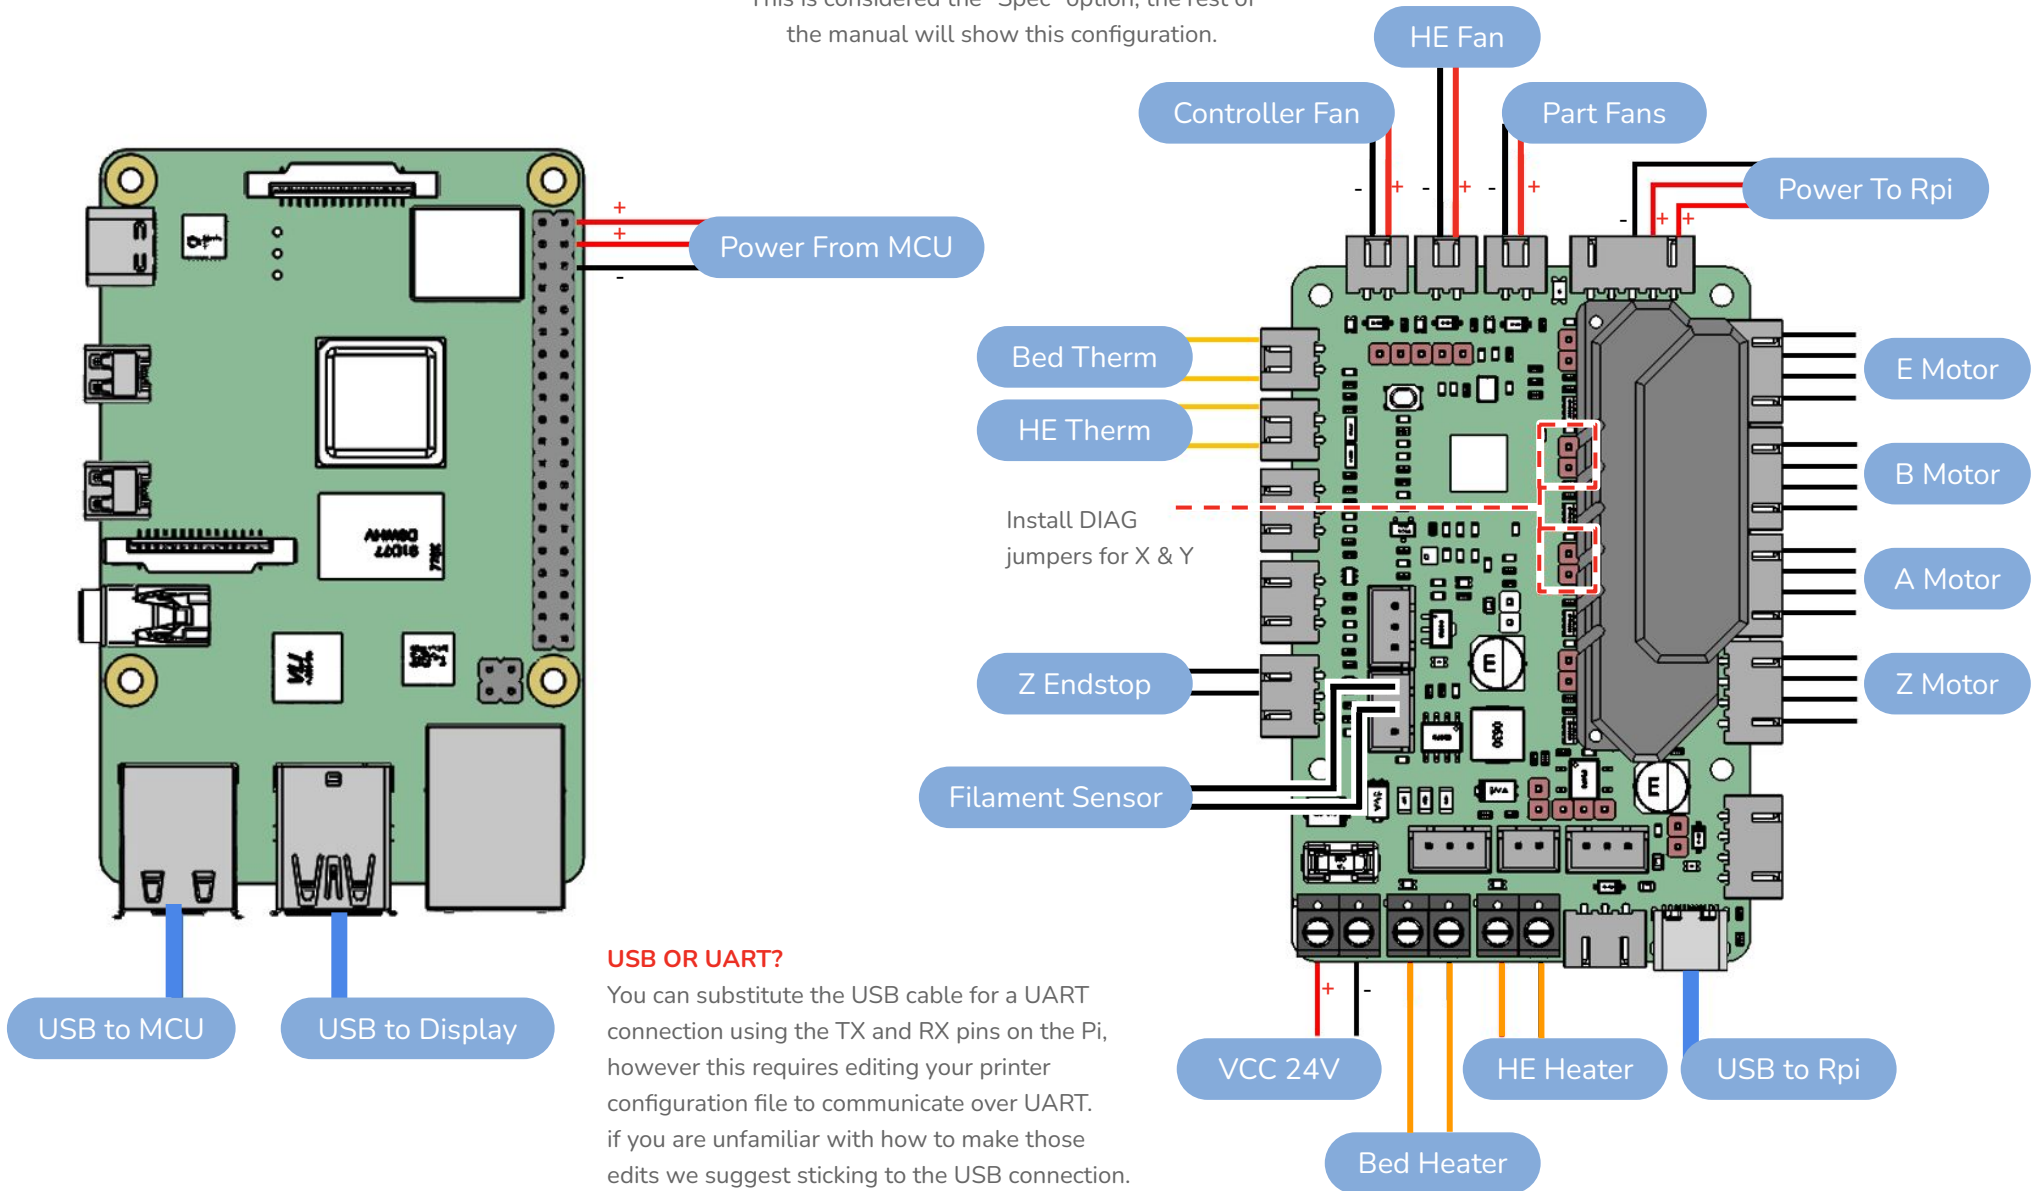 the manual will show this configuration.
HE Fan
Controller Fan
Part Fans
Power To Rpi
- + - + - + - + +
+
+
-
Power From MCU
Bed Therm
HE Therm
Install DIAG
jumpers for X & Y
Z Endstop
Filament Sensor
E Motor
B Motor
A Motor
Z Motor
USB to MCU
USB to Display
USB OR UART?
You can substitute the USB cable for a UART
connection using the TX and RX pins on the Pi,
however this requires editing your printer
configuration file to communicate over UART.
if you are unfamiliar with how to make those
edits we suggest sticking to the USB connection.
+ -
VCC 24V
HE Heater
USB to Rpi
Bed Heater